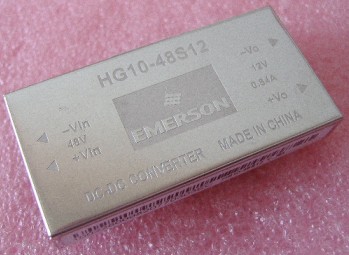 HG10-48S12
–Vin
48V
+Vin
EMERSON
–Vo
12V
0.84A
+Vo
DC-DC CONVERTER
MADE IN CHINA